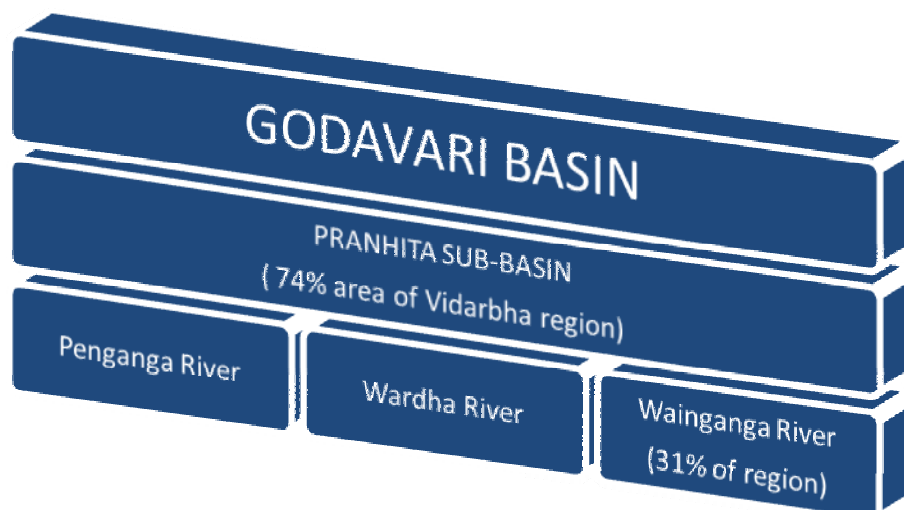 GODAVARI BASIN
PRANHITA SUB-BASIN
( 74% area of Vidarbha region)
Penganga River
Wardha River
Wainganga River
(31% of region)